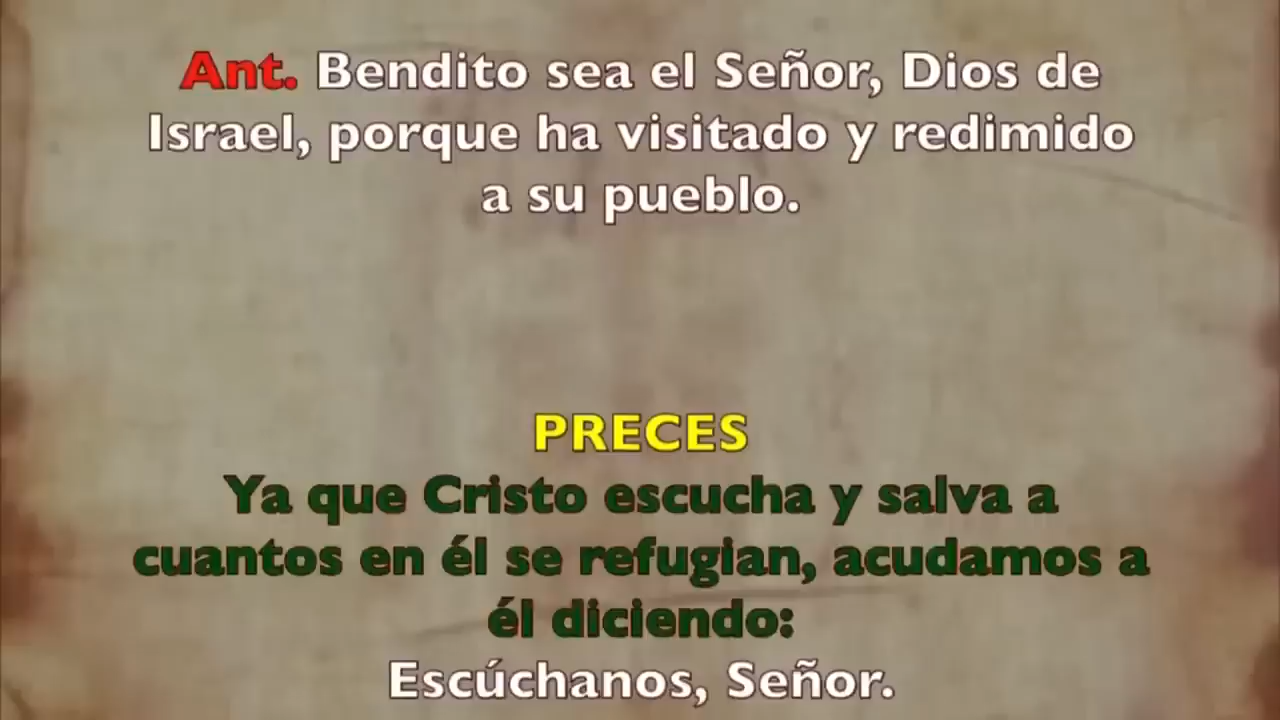 Ant. Bendito sea el Señor, Dios de
Israel, porque ha visitado y redimido
a su pueblo.
PRECES
Ya que Cristo escucha y salva a
cuantos en él se refugian, acudamos a
él diciendo:
Escúchanos, Señor.